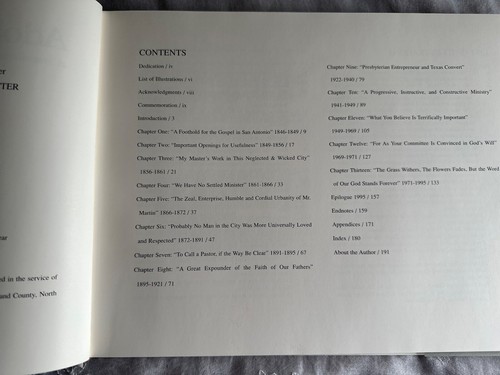 er
TTER
ear
ed in the service of
and County, North
CONTENTS
Dedication / iv
List of Illustrations / vi
Acknowledgments / viii
Commemoration / ix
Introduction / 3
Chapter One: "A Foothold for the Gospel in San Antonio" 1846-1849 / 9
Chapter Two: "Important Openings for Usefulness" 1849-1856 / 17
Chapter Three: "My Master's Work in This Neglected & Wicked City"
1856-1861 / 21
Chapter Four: "We Have No Settled Minister" 1861-1866 / 33
Chapter Five: "The Zeal, Enterprise, Humble and Cordial Urbanity of Mr.
Martin" 1866-1872 / 37
Chapter Six: "Probably No Man in the City Was More Universally Loved
and Respected" 1872-1891 / 47
Chapter Seven: "To Call a Pastor, if the Way Be Clear" 1891-1895 / 63
Chapter Eight: "A Great Expounder of the Faith of Our Fathers"
1895-1921 / 71
Chapter Nine: "Presbyterian Entrepreneur and Texas Convert"
1922-1940 / 79
Chapter Ten: "A Progressive, Instructive, and Constructive Ministry"
1941-1949 / 89
Chapter Eleven: "What You Believe Is Terrifically Important"
1949-1969 / 105
Chapter Twelve: "For As Your Committee Is Convinced in God's Will"
1969-1971 / 127
Chapter Thirteen: "The Grass Withers, The Flowers Fades, But the Word
of Our God Stands Forever" 1971-1995 / 133
Epilogue 1995 / 157
Endnotes / 159
Appendices / 171
Index / 180
About the Author / 191